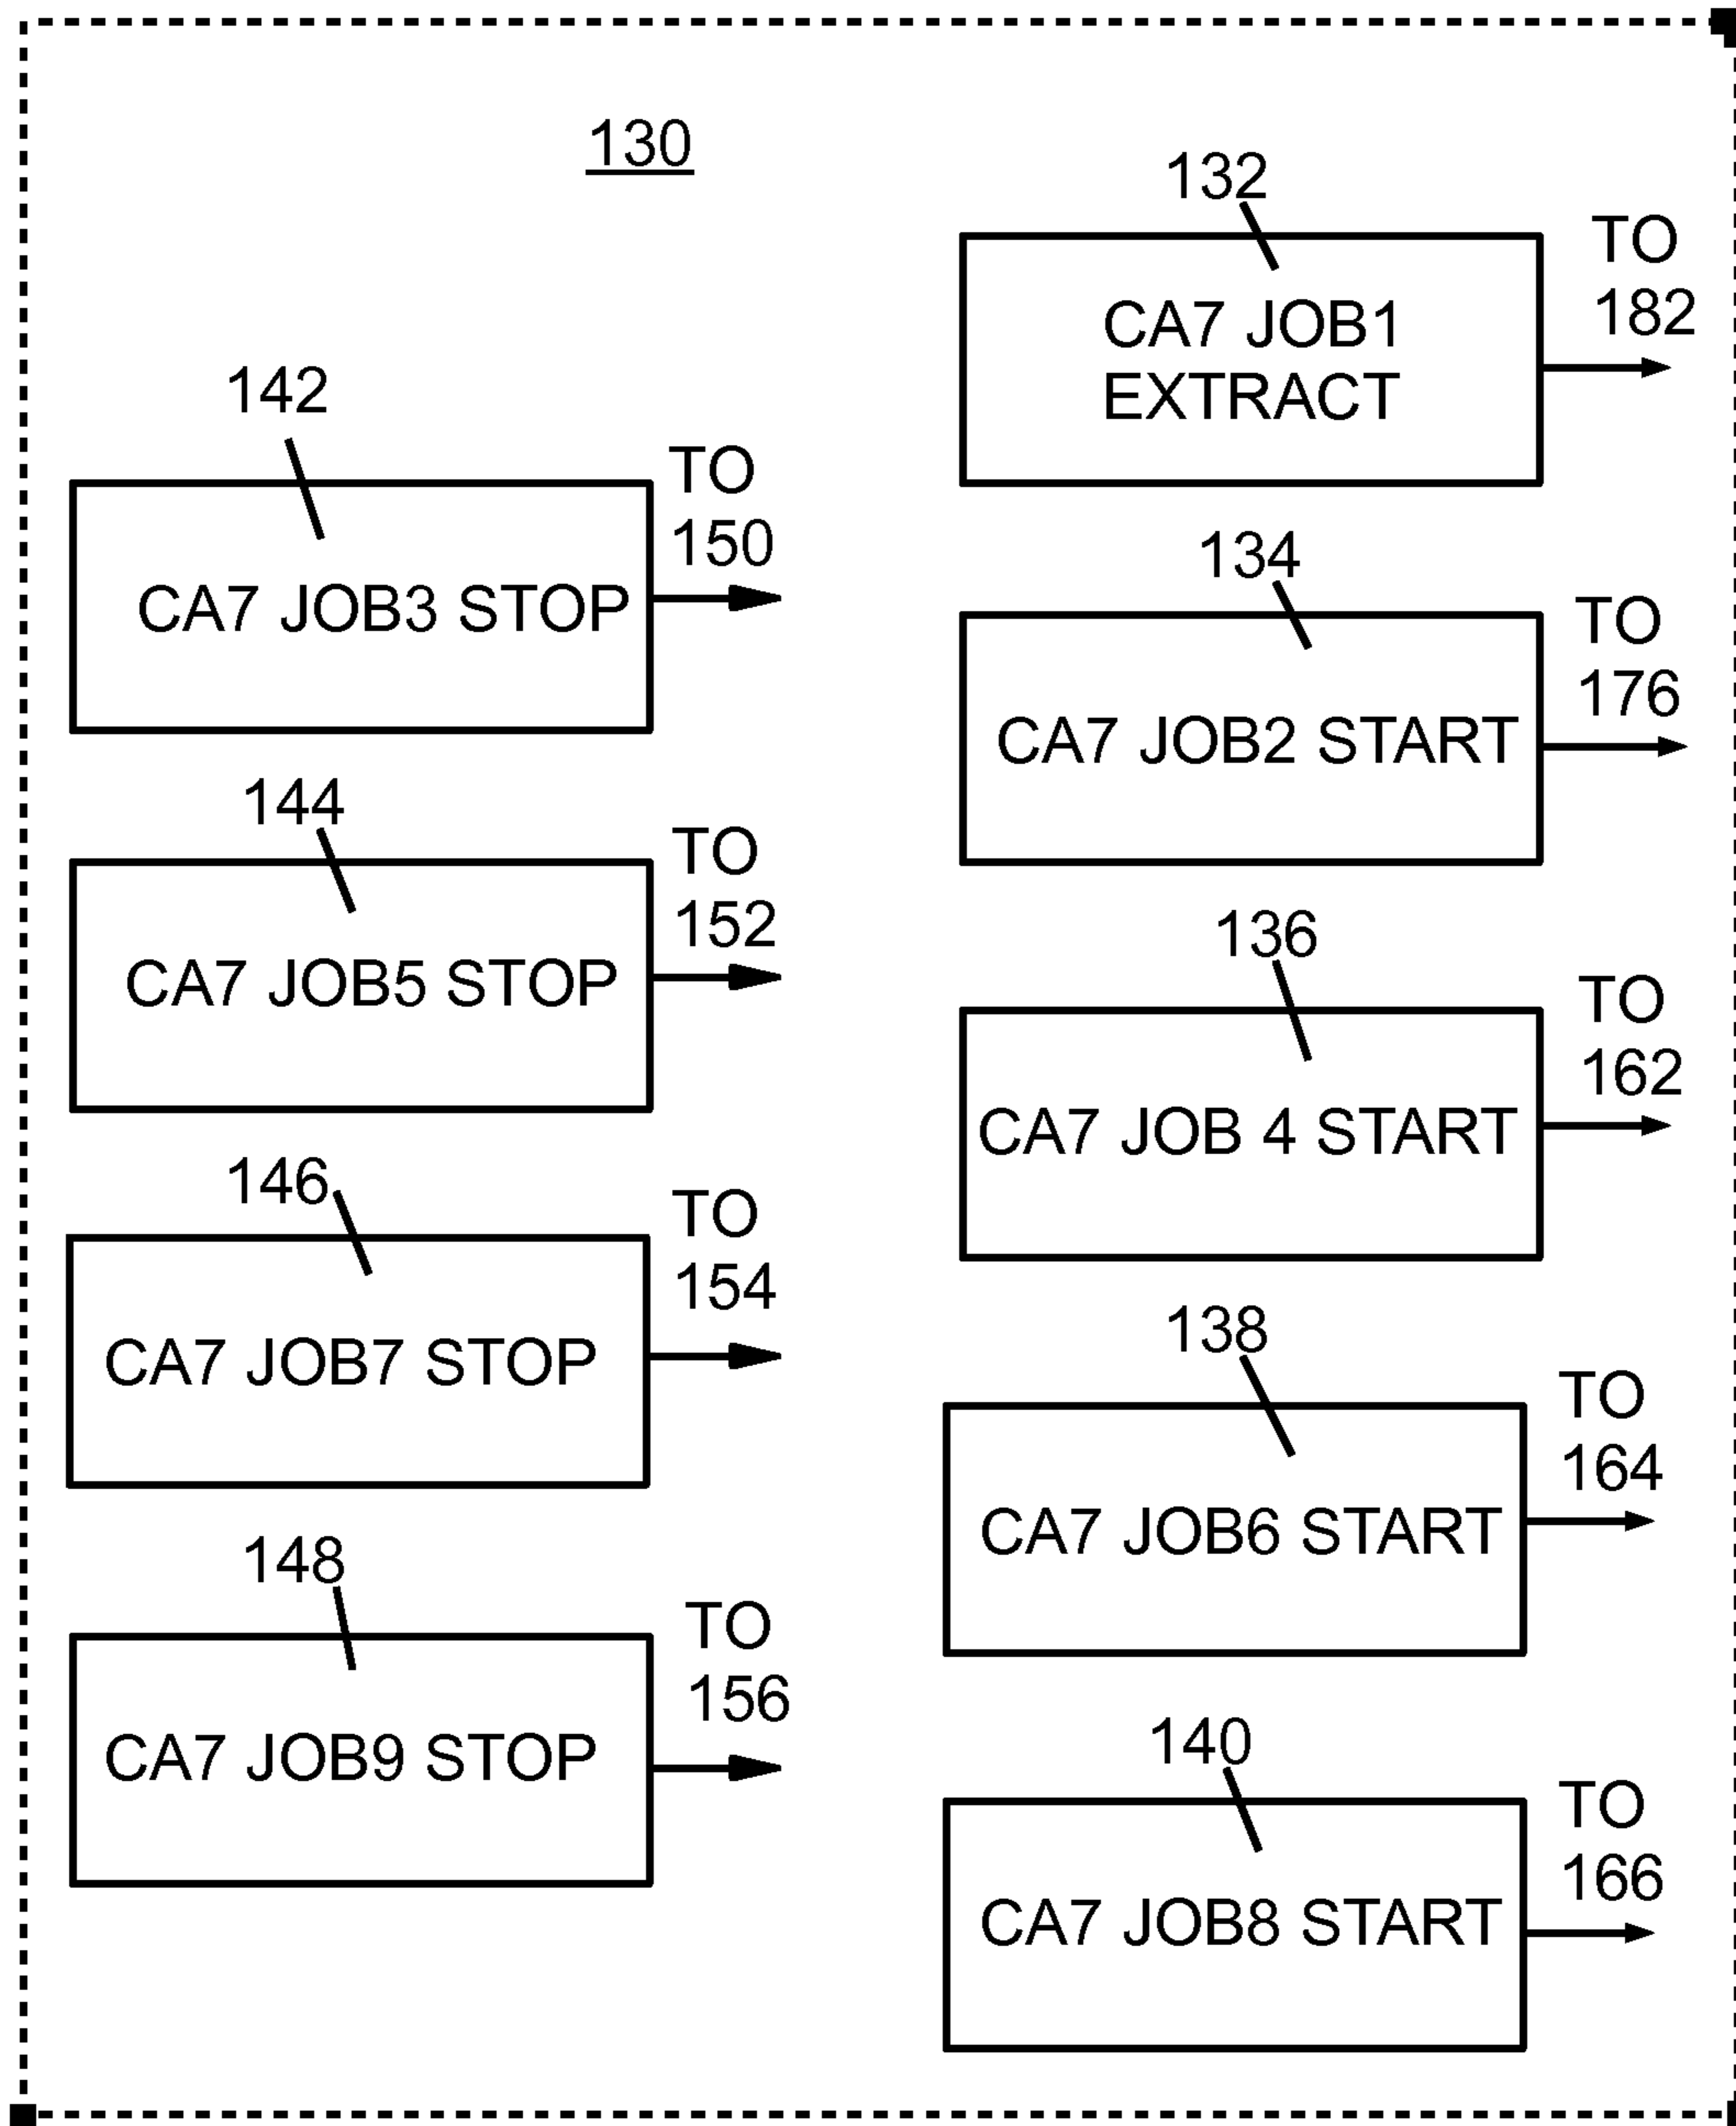 130
142
CA7 JOB3 STOP
TO
150
144
CA7 JOB5 STOP
TO
152
146
CA7 JOB7 STOP
TO
154
148
CA7 JOB9 STOP
TO
156
132
CA7 JOB1
EXTRACT
TO
182
134
CA7 JOB2 START
TO
176
136
CA7 JOB 4 START
TO
162
138
CA7 JOB6 START
TO
164
140
CA7 JOB8 START
TO
166